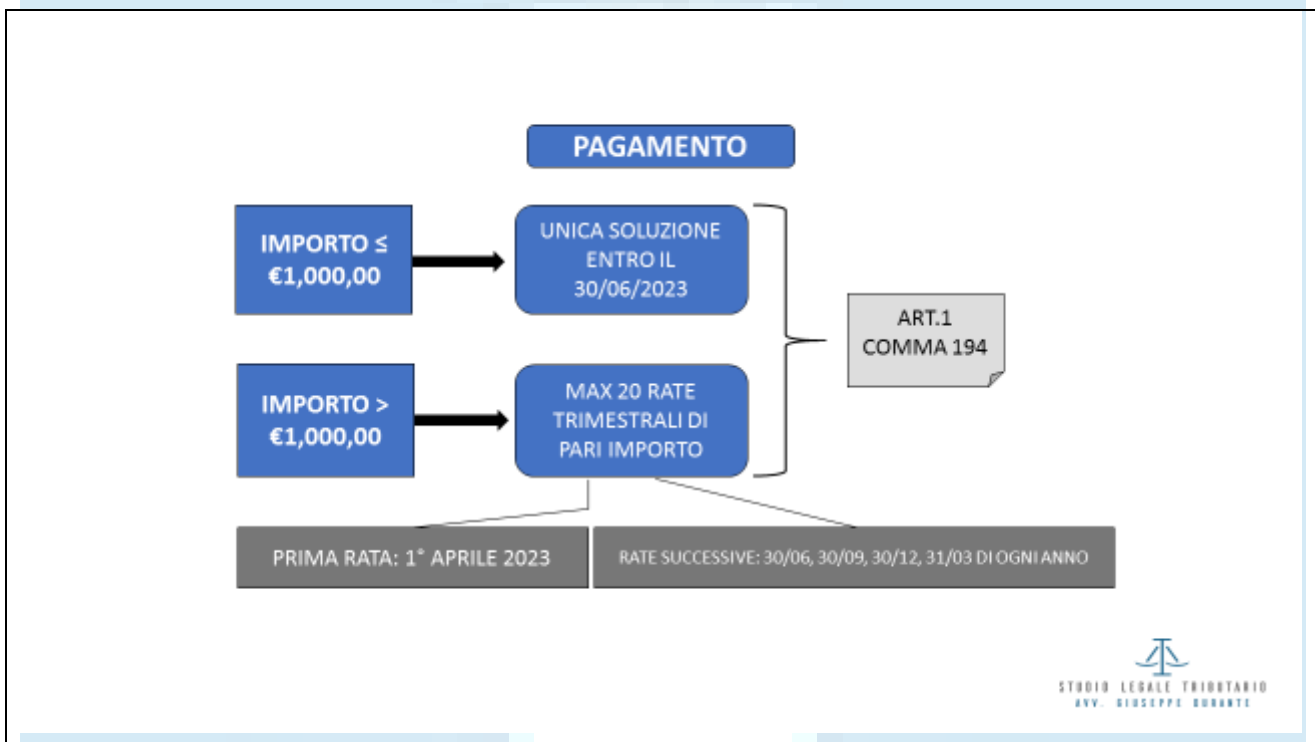 PAGAMENTO
IMPORTO ≤
€1,000,00
UNICA SOLUZIONE
ENTRO IL
30/06/2023
ART.1
COMMA 194
IMPORTO >
€1,000,00
MAX 20 RATE
TRIMESTRALI DI
PARI IMPORTO
PRIMA RATA: 1° APRILE 2023
RATE SUCCESSIVE: 30/06, 30/09, 30/12, 31/03 DI OGNI ANNO
STUDIO LEGALE TRIBUTARIO
AVV. GIUSEPPE DURANTE